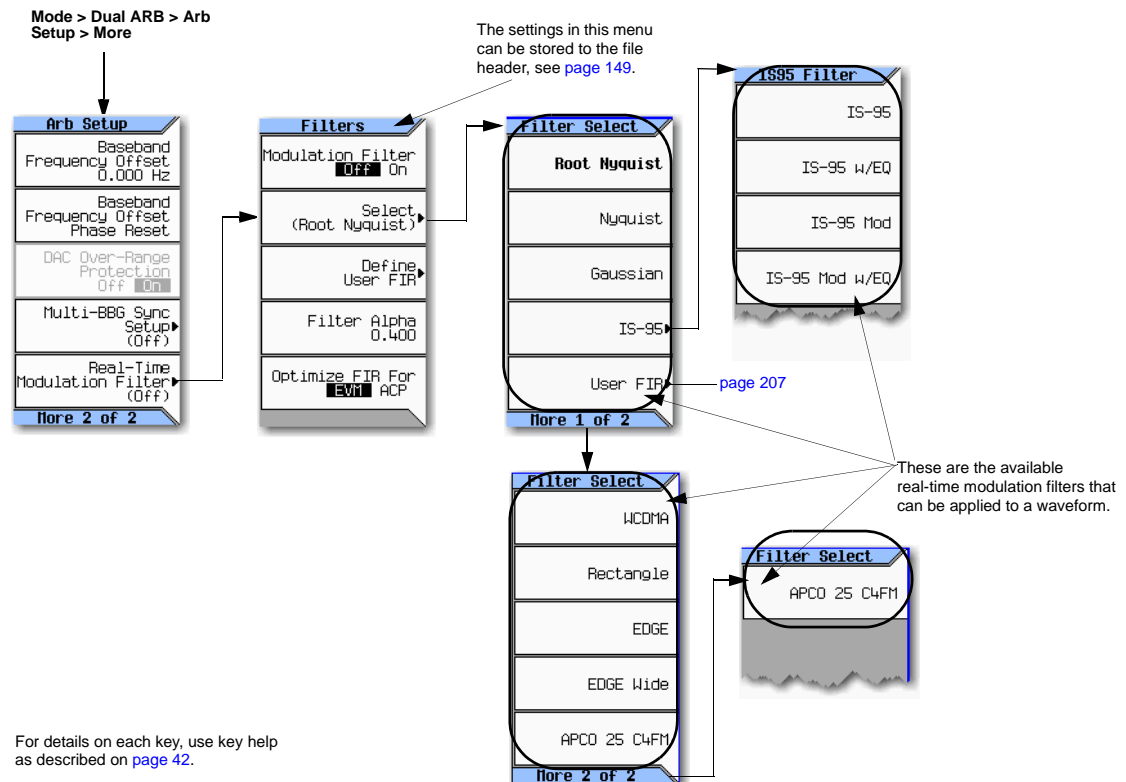 Mode > Dual ARB > Arb
Setup > More
The settings in this menu
can be stored to the file
header, see page 149.
Arb Setup
Baseband
Frequency Offset
0.000 Hz
Baseband
Frequency Offset
Phase Reset
DAC Over-Range
Protection
Off On
Multi-BBG Sync
Setup
(Off)
Real-Time
Modulation Filter
(Off)
More 2 of 2
Filters
Modulation Filter
Off On
Select
(Root Nyquist)
Define
User FIR
Filter Alpha
0.400
Optimize FIR For
EVM ACP
Filter Select
Root Nyquist
Nyquist
Gaussian
IS-95
User FIR
More 1 of 2
page 207
IS95 Filter
IS-95
IS-95 w/EQ
IS-95 Mod
IS-95 Mod w/EQ
These are the available
real-time modulation filters that
can be applied to a waveform.
Filter Select
WCDMA
Rectangle
EDGE
EDGE Wide
APCO 25 C4FM
More 2 of 2
Filter Select
APCO 25 C4FM
For details on each key, use key help
as described on page 42.